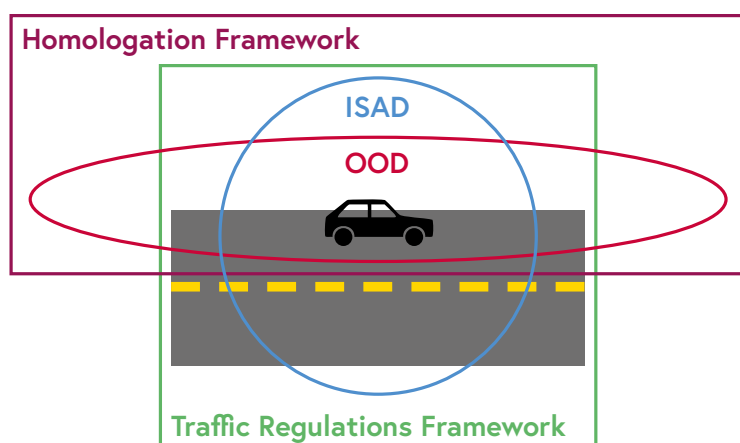 Homologation Framework
ISAD
OOD
Traffic Regulations Framework